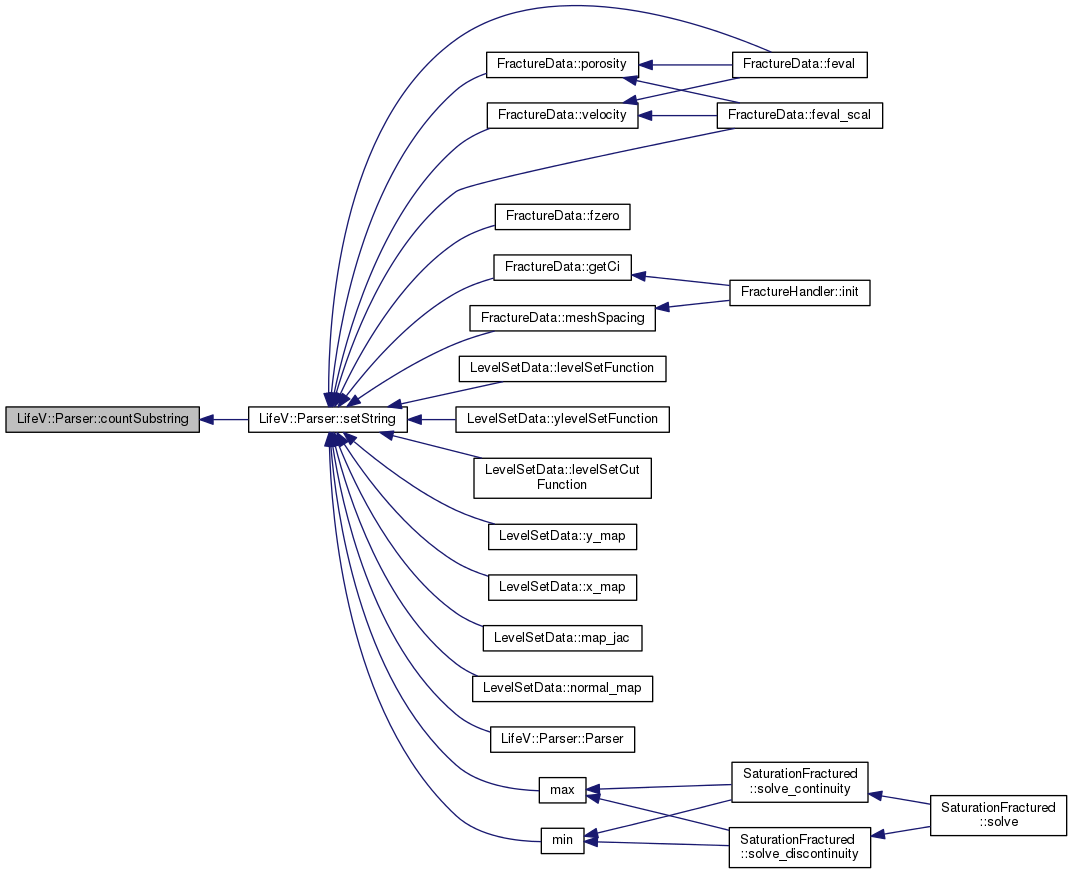 FractureData::porosity
FractureData::feval
FractureData::velocity
FractureData::feval_scal
FractureData::fzero
FractureData::getCi
FractureHandler::init
FractureData::meshSpacing
LevelSetData::levelSetFunction
LifeV::Parser::countSubstring
LifeV::Parser::setString
LevelSetData::ylevelSetFunction
LevelSetData::levelSetCut
Function
LevelSetData::y_map
LevelSetData::x_map
LevelSetData::map_jac
LevelSetData::normal_map
LifeV::Parser::Parser
max
SaturationFractured
::solve_continuity
SaturationFractured
::solve
min
SaturationFractured
::solve_discontinuity